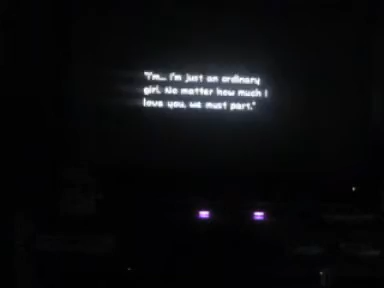 "I'm... I'm just an ordinary
girl. No matter how much I
love you, we must part."